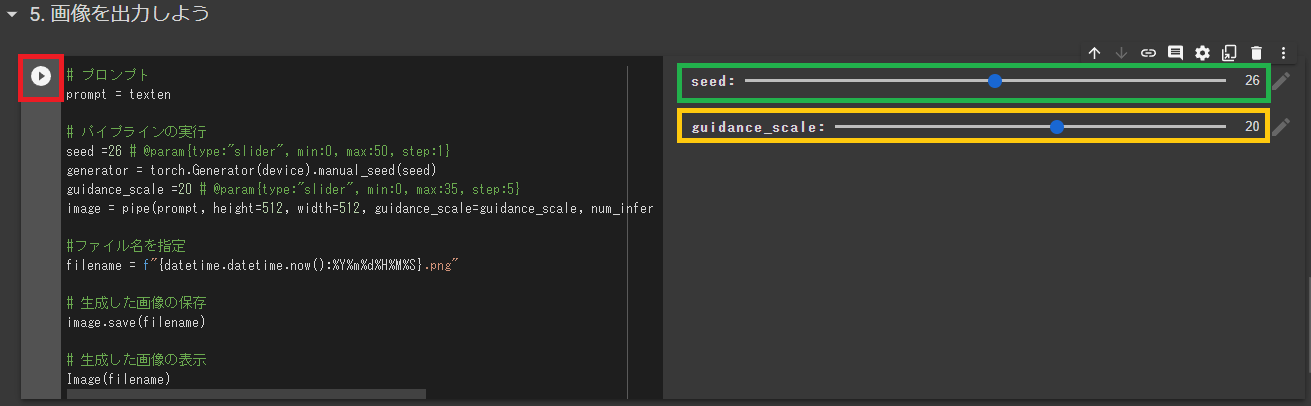 5. 画像を出力しよう
# プロンプト
prompt = texten
# パイプラインの実行
seed =26 # @param{type:"slider", min:0, max:50, step:1}
generator = torch.Generator(device).manual_seed(seed)
guidance_scale =20 # @param{type:"slider", min:0, max:35, step:5}
image = pipe(prompt, height=512, width=512, guidance_scale=guidance_scale, num_infer
#ファイル名を指定
filename = f"{datetime.datetime.now():%Y%m%d%H%M%S}.png"
# 生成した画像の保存
image.save(filename)
# 生成した画像の表示
Image(filename)
seed: 26
guidance_scale: 20